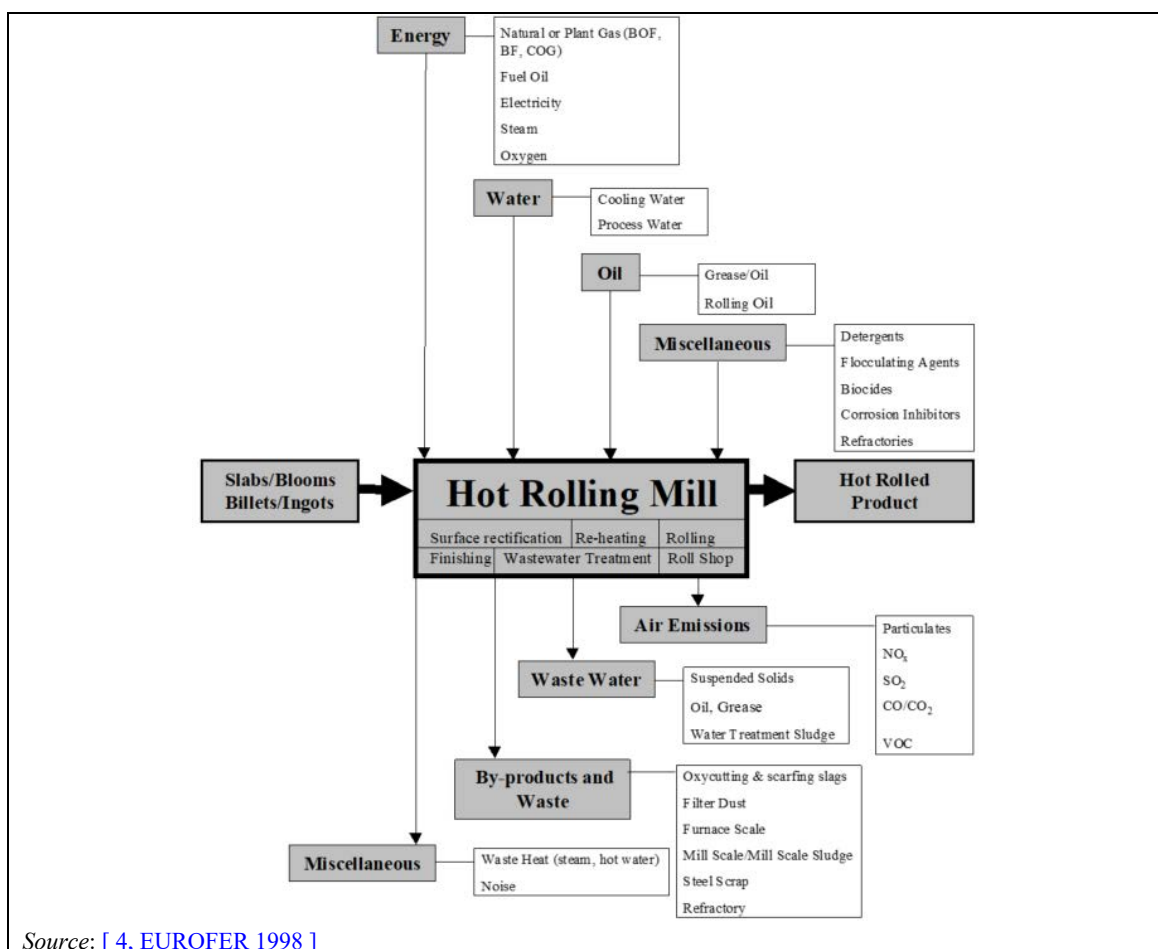 Energy
Natural or Plant Gas (BOF,
BF, COG)
Fuel Oil
Electricity
Steam
Oxygen
Water
Cooling Water
Process Water
Oil
Grease/Oil
Rolling Oil
Miscellaneous
Detergents
Flocculating Agents
Biocides
Corrosion Inhibitors
Refractories
Slabs/Blooms
Billets/Ingots
Hot Rolling Mill
Surface rectification Re-heating Rolling
Finishing Wastewater Treatment Roll Shop
Hot Rolled
Product
Air Emissions
Particulates
NOx
SO2
CO/CO2
VOC
Waste Water
Suspended Solids
Oil, Grease
Water Treatment Sludge
By-products and
Waste
Oxycutting & scarfing slags
Filter Dust
Furnace Scale
Mill Scale/Mill Scale Sludge
Steel Scrap
Refractory
Miscellaneous
Waste Heat (steam, hot water)
Noise
Source: [ 4, EUROFER 1998 ]